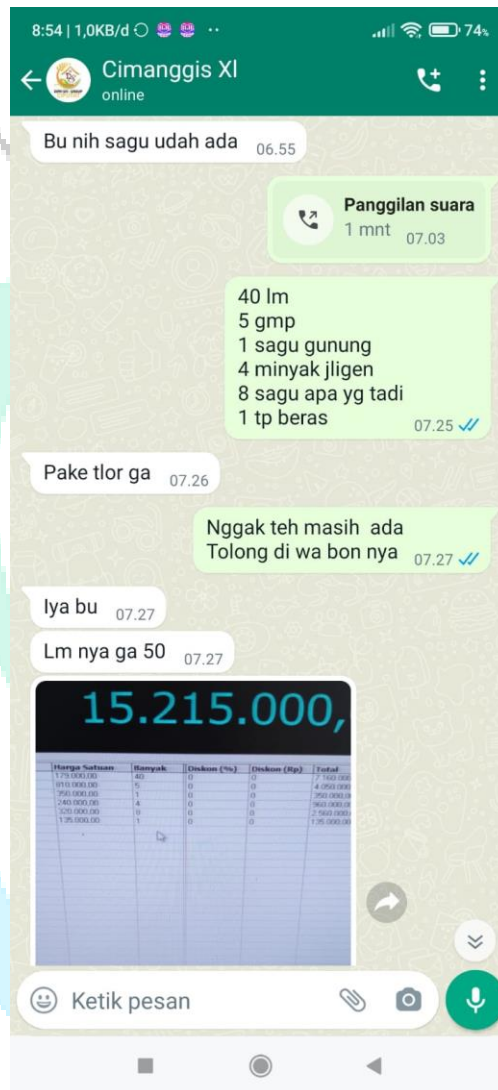 8:54 | 1,0KB/d
74%
Cimanggis Xl
online
Bu nih sagu udah ada 06.55
Panggilan suara
1 mnt 07.03
40 lm
5 gmp
1 sagu gunung
4 minyak jligen
8 sagu apa yg tadi
1 tp beras 07.25
Pake tlor ga 07.26
Nggak teh masih ada
Tolong di wa bon nya 07.27
Iya bu 07.27
Lm nya ga 50 07.27
15.215.000,
Harga Satuan Banyak Diskon (%) Diskon (Rp) Total
179.000,00 40 0 0 7.160.000
810.000,00 5 0 0 4.050.000
350.000,00 1 0 0 350.000,0
240.000,00 4 0 0 960.000,0
320.000,00 8 0 0 2.560.000
135.000,00 1 0 0 135.000,00
Ketik pesan